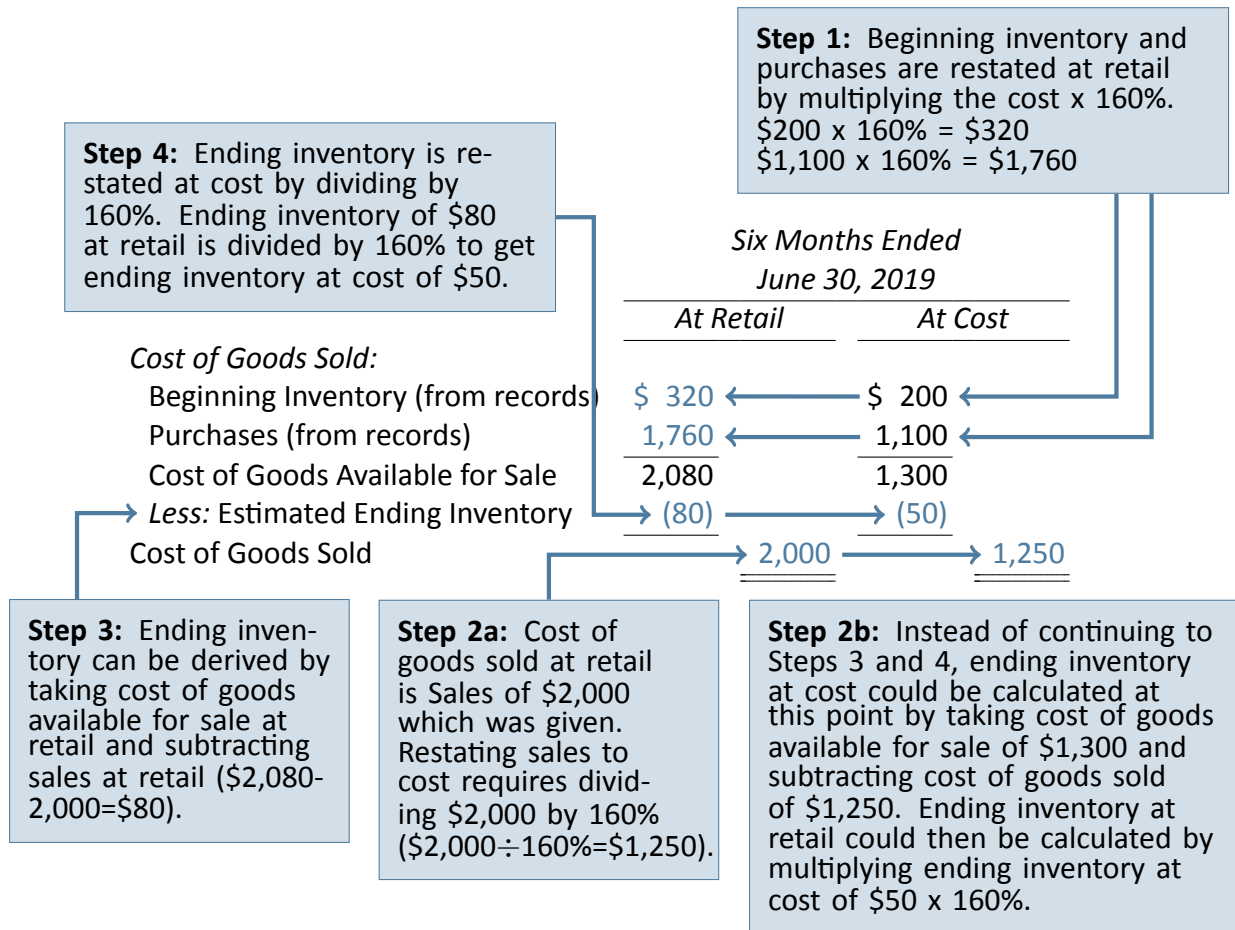 Step 1: Beginning inventory and
purchases are restated at retail
by multiplying the cost x 160%.
$200 x 160% = $320
$1,100 x 160% = $1,760
Step 4: Ending inventory is re-
stated at cost by dividing by
160%. Ending inventory of $80
at retail is divided by 160% to get
ending inventory at cost of $50.
Six Months Ended
June 30, 2019
At Retail At Cost
Cost of Goods Sold:
Beginning Inventory (from records) $ 320 $ 200
Purchases (from records) 1,760 1,100
Cost of Goods Available for Sale 2,080 1,300
Less: Estimated Ending Inventory (80) (50)
Cost of Goods Sold 2,000 1,250
Step 3: Ending inven-
tory can be derived by
taking cost of goods
available for sale at
retail and subtracting
sales at retail ($2,080-
2,000=$80).
Step 2a: Cost of
goods sold at retail
is Sales of $2,000
which was given.
Restating sales to
cost requires divid-
ing $2,000 by 160%
($2,000÷160%=$1,250).
Step 2b: Instead of continuing to
Steps 3 and 4, ending inventory
at cost could be calculated at
this point by taking cost of goods
available for sale of $1,300 and
subtracting cost of goods sold
of $1,250. Ending inventory at
retail could then be calculated by
multiplying ending inventory at
cost of $50 x 160%.